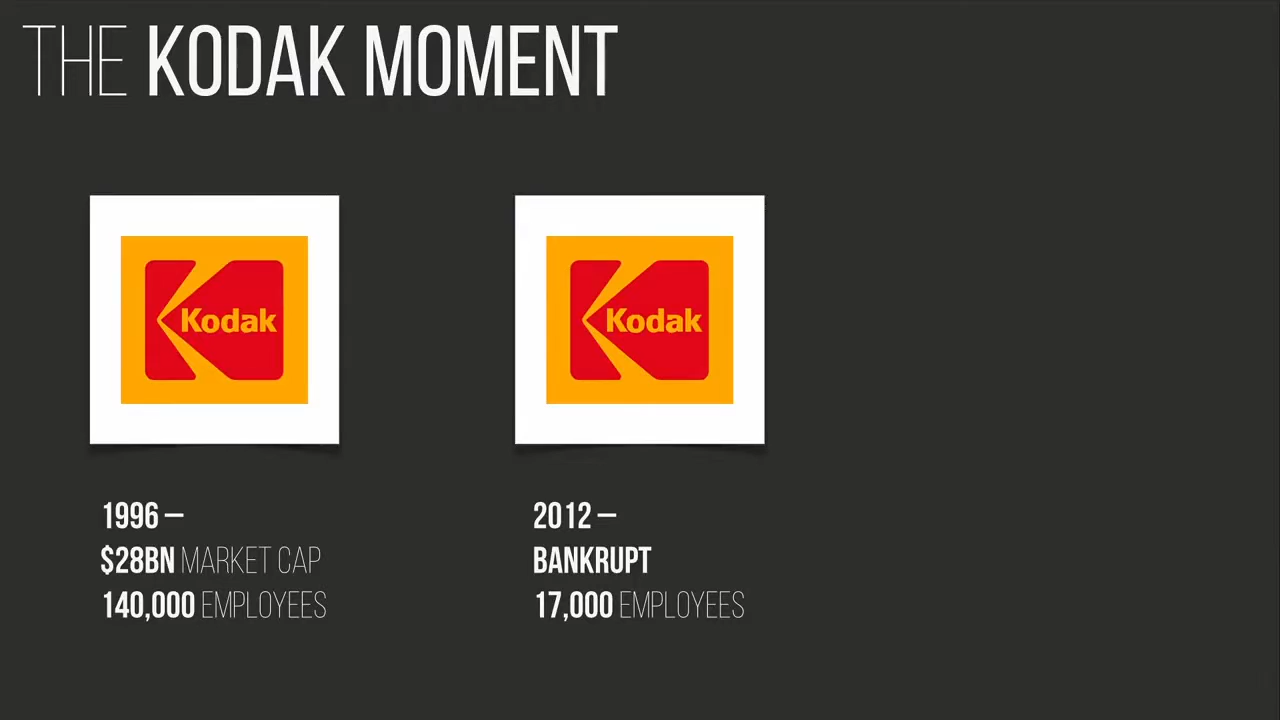 THE KODAK MOMENT
Kodak
Kodak
1996 –
$28BN MARKET CAP
140,000 EMPLOYEES
2012 –
BANKRUPT
17,000 EMPLOYEES